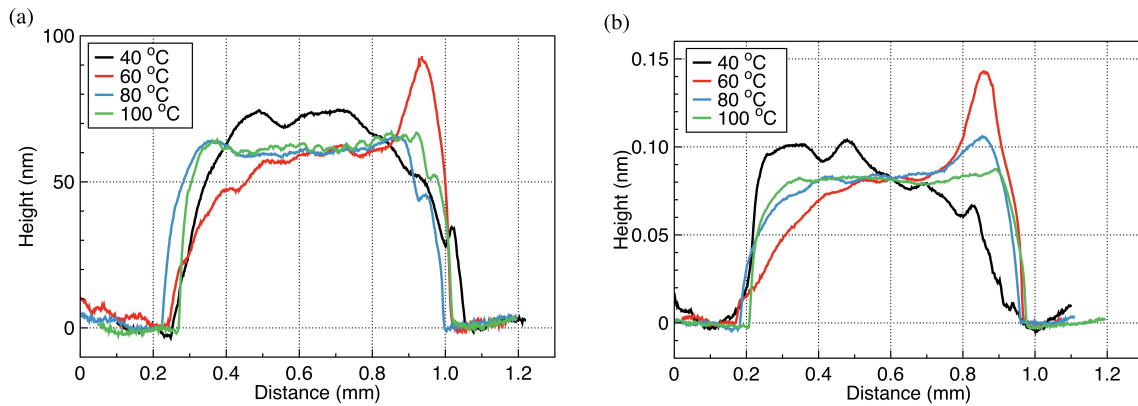 (a)
100
50
0
Height (nm)
40 °C
60 °C
80 °C
100 °C
0 0.2 0.4 0.6 0.8 1.0 1.2
Distance (mm)
(b)
0.15
0.10
0.05
0
Height (nm)
40 °C
60 °C
80 °C
100 °C
0 0.2 0.4 0.6 0.8 1.0 1.2
Distance (mm)